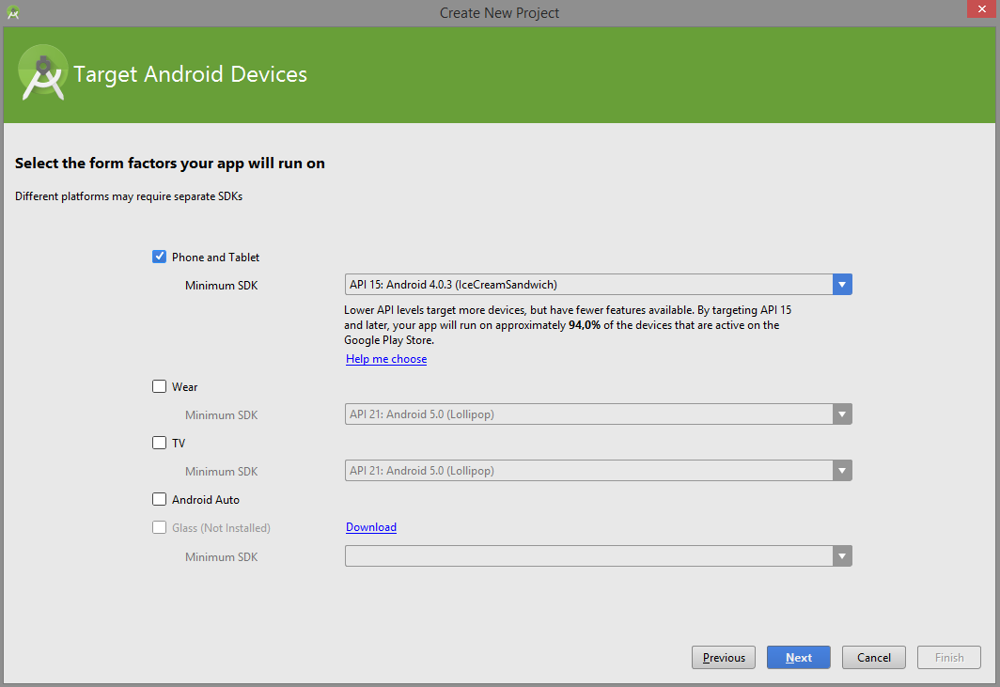 Create New Project
Target Android Devices
Select the form factors your app will run on
Different platforms may require separate SDKs
Phone and Tablet
Minimum SDK
API 15: Android 4.0.3 (IceCreamSandwich)
Lower API levels target more devices, but have fewer features available. By targeting API 15
and later, your app will run on approximately 94,0% of the devices that are active on the
Google Play Store.
Help me choose
Wear
Minimum SDK
API 21: Android 5.0 (Lollipop)
TV
Minimum SDK
API 21: Android 5.0 (Lollipop)
Android Auto
Glass (Not Installed)
Download
Minimum SDK
Previous
Next
Cancel
Finish